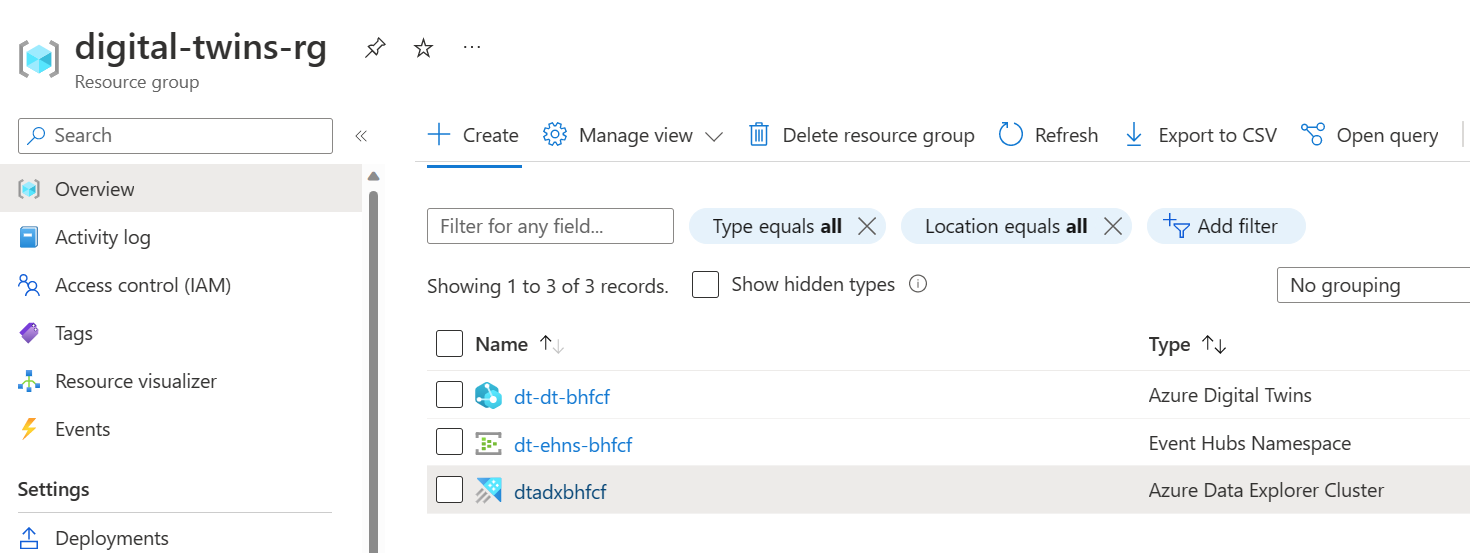 digital-twins-rg
Resource group
Search
Overview
Activity log
Access control (IAM)
Tags
Resource visualizer
Events
Settings
Deployments
Create Manage view Delete resource group Refresh Export to CSV Open query
Filter for any field... Type equals all Location equals all Add filter
Showing 1 to 3 of 3 records. Show hidden types No grouping
Name Type
dt-dt-bhfcf Azure Digital Twins
dt-ehns-bhfcf Event Hubs Namespace
dtadxbhfcf Azure Data Explorer Cluster